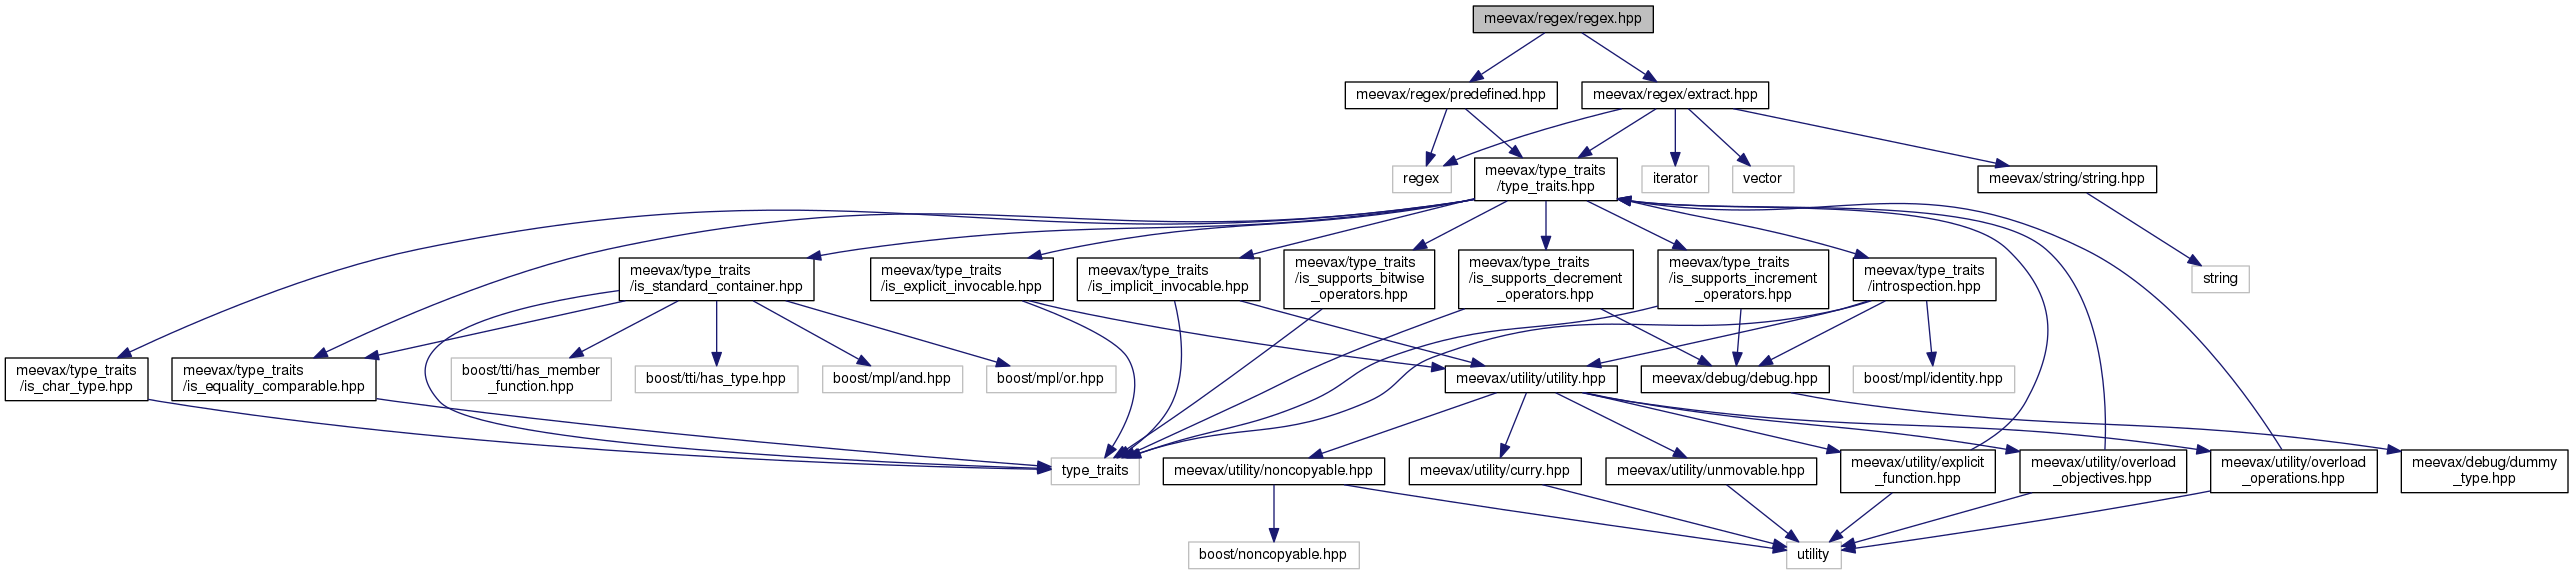 meevax/regex/regex.hpp
meevax/regex/predefined.hpp
meevax/regex/extract.hpp
regex
meevax/type_traits
/type_traits.hpp
iterator
vector
meevax/string/string.hpp
meevax/type_traits
/is_standard_container.hpp
meevax/type_traits
/is_explicit_invocable.hpp
meevax/type_traits
/is_implicit_invocable.hpp
meevax/type_traits
/is_supports_bitwise
_operators.hpp
meevax/type_traits
/is_supports_decrement
_operators.hpp
meevax/type_traits
/is_supports_increment
_operators.hpp
meevax/type_traits
/introspection.hpp
string
meevax/type_traits
/is_char_type.hpp
meevax/type_traits
/is_equality_comparable.hpp
boost/tti/has_member
_function.hpp
boost/tti/has_type.hpp
boost/mpl/and.hpp
boost/mpl/or.hpp
meevax/utility/utility.hpp
meevax/debug/debug.hpp
boost/mpl/identity.hpp
type_traits
meevax/utility/noncopyable.hpp
meevax/utility/curry.hpp
meevax/utility/unmovable.hpp
meevax/utility/explicit
_function.hpp
meevax/utility/overload
_objectives.hpp
meevax/utility/overload
_operations.hpp
meevax/debug/dummy
_type.hpp
boost/noncopyable.hpp
utility